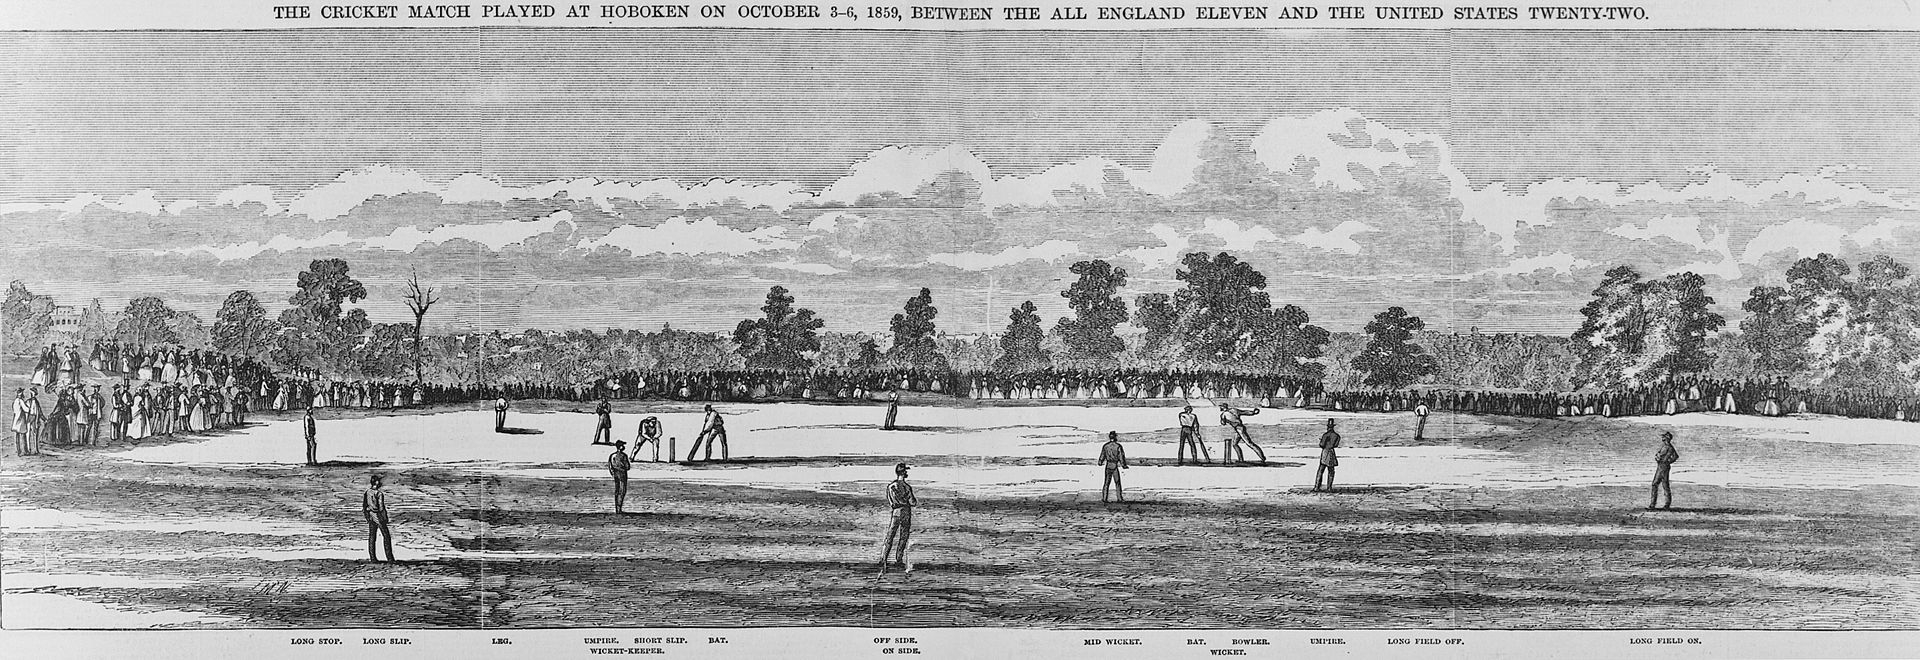 THE CRICKET MATCH PLAYED AT HOBOKEN ON OCTOBER 3–6, 1859, BETWEEN THE ALL ENGLAND ELEVEN AND THE UNITED STATES TWENTY-TWO.
LONG STOP. LONG SLIP. LEG. UMPIRE. SHORT SLIP. BAT. OFF SIDE. MID WICKET. BAT. BOWLER. UMPIRE. LONG FIELD OFF. LONG FIELD ON.
WICKET-KEEPER. ON SIDE. WICKET.